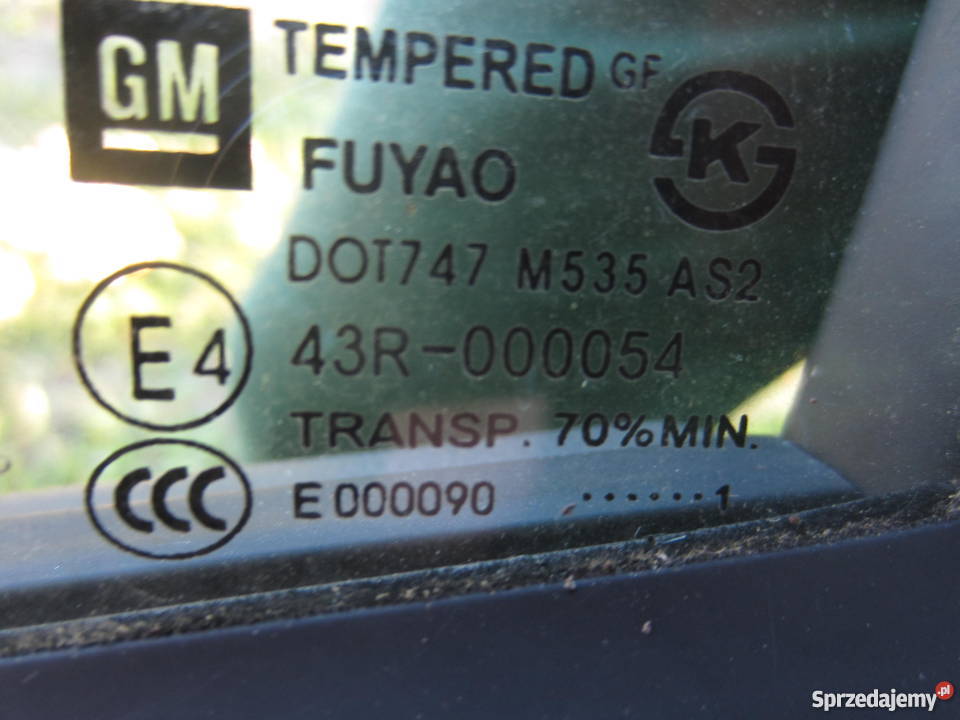 GM
TEMPERED GF
FUYAO
K
DOT747 M535 AS2
E4
43R-000054
TRANSP. 70% MIN.
CCC
E000090 ······1
Sprzedajemy.pl